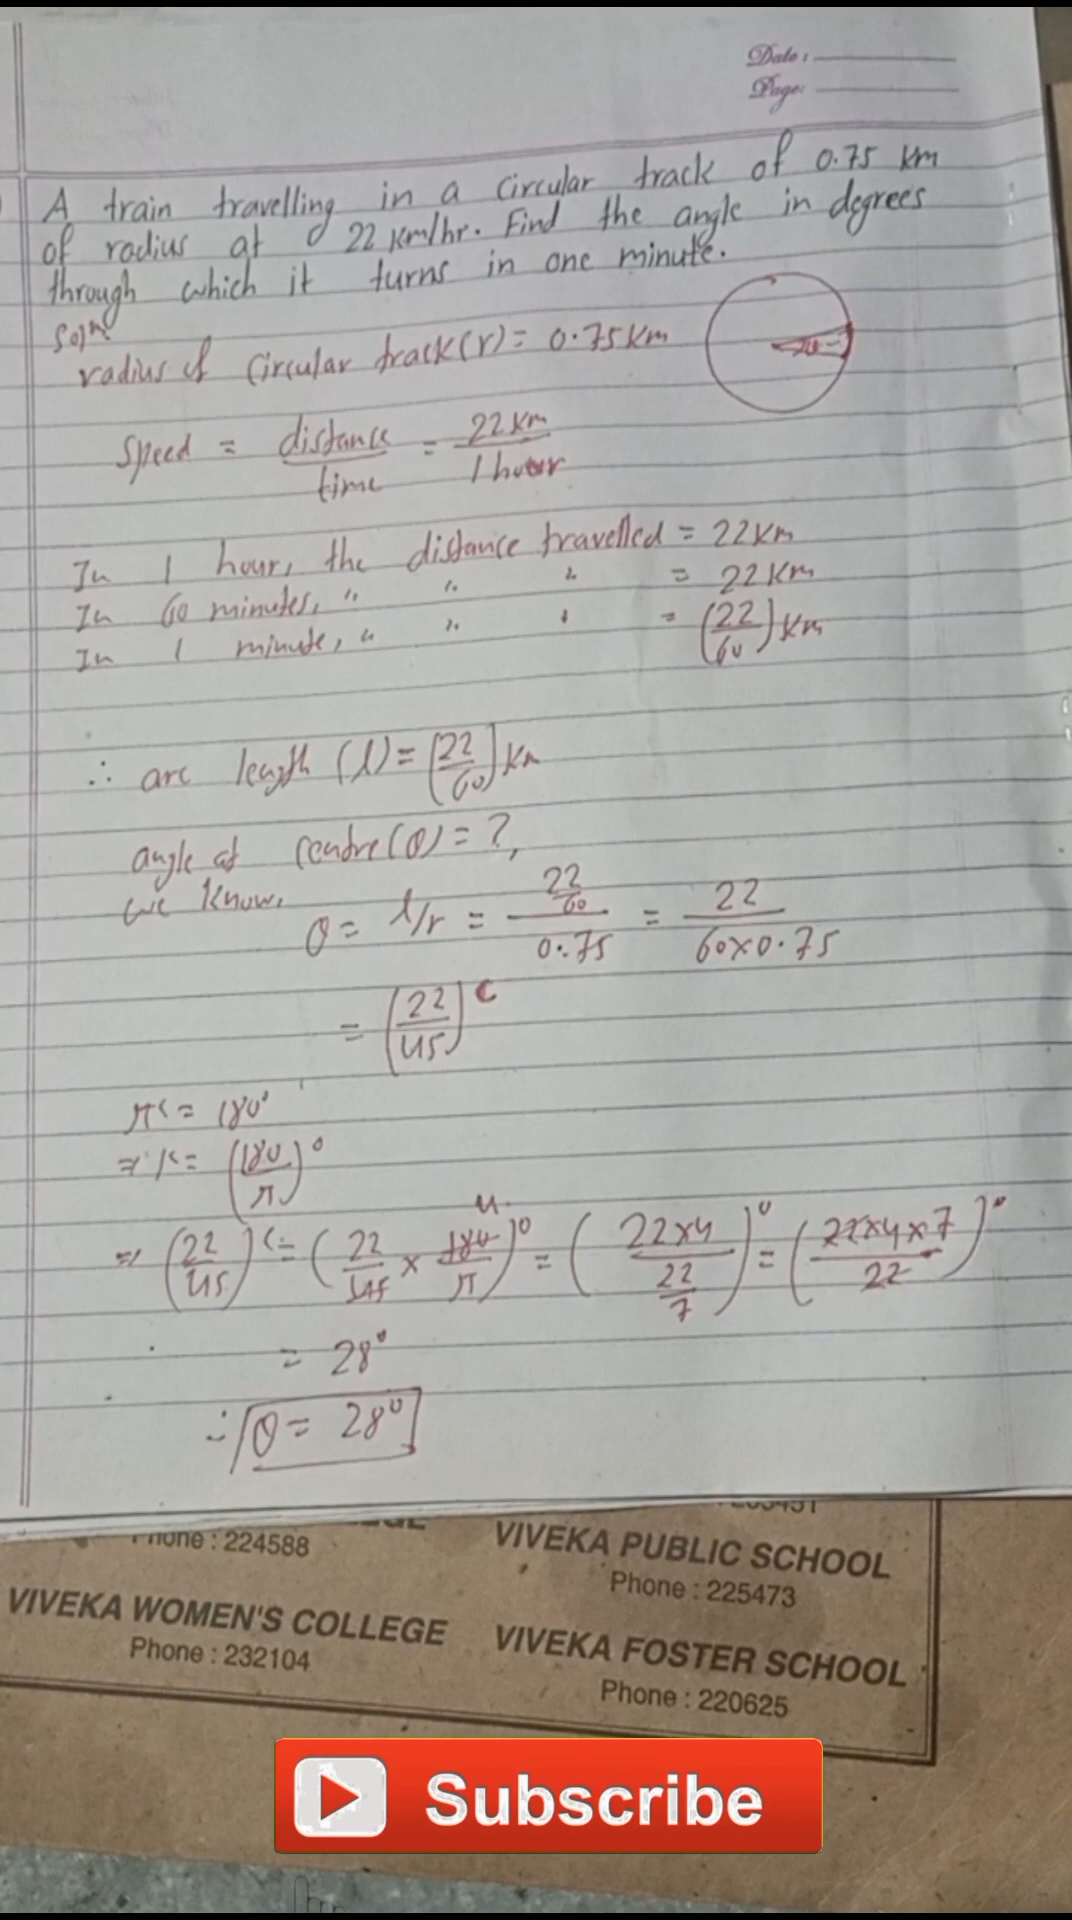 Date:
Page:
A train travelling in a circular track of 0.75 km
of radius at 22 km/hr. Find the angle in degrees
through which it turns in one minute.
Soln
radius of circular track(r) = 0.75 Km
Speed = distance/time = 22 Km/1 hour
In 1 hour, the distance travelled = 22 Km
In 60 minutes, " " " = 22 Km
In 1 minute, " " " = (22/60) Km
∴ arc length (l) = (22/60) Km
angle at centre(θ) = ?,
we know,
θ = l/r = (22/60)/0.75 = 22/(60×0.75)
= (22/45)ᶜ
πᶜ = 180°
⇒ 1ᶜ = (180/π)°
4
⇒ (22/45)ᶜ = (22/45 × 180/π)° = (22×4/(22/7))° = (22×4×7/22)°
= 28°
∴ θ = 28°
Phone : 224588
VIVEKA PUBLIC SCHOOL
Phone : 225473
VIVEKA WOMEN'S COLLEGE
Phone : 232104
VIVEKA FOSTER SCHOOL
Phone : 220625
Subscribe